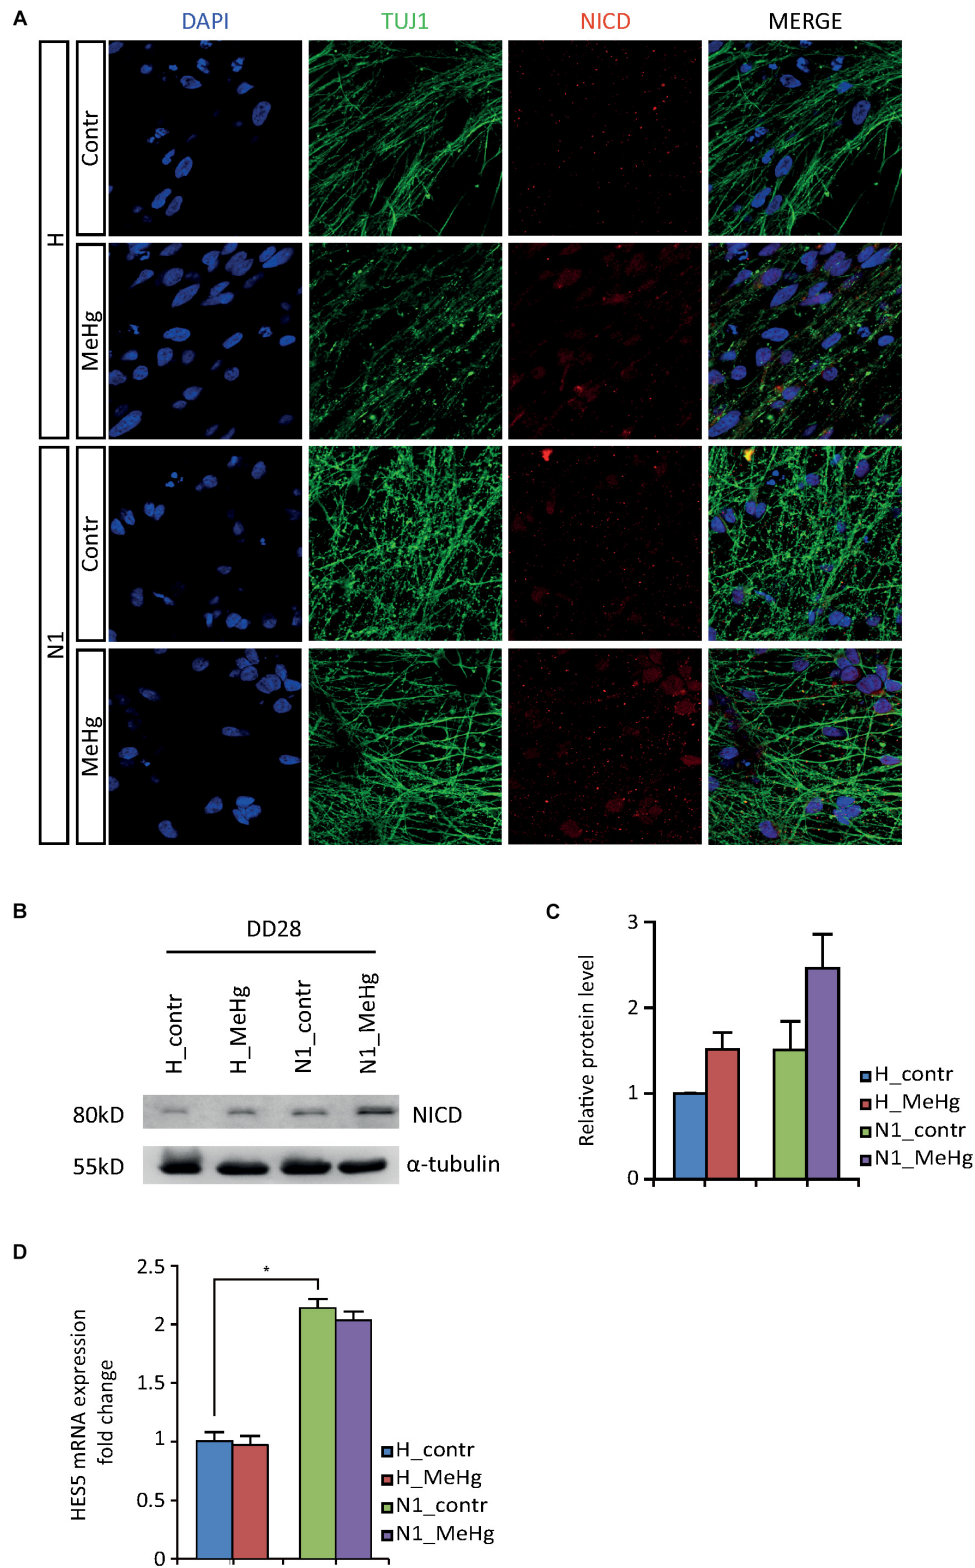 A
DAPI
TUJ1
NICD
MERGE
H
Contr
MeHg
N1
Contr
MeHg
B
DD28
H_contr
H_MeHg
N1_contr
N1_MeHg
80kD
NICD
55kD
α-tubulin
C
Relative protein level
3
2
1
0
H_contr
H_MeHg
N1_contr
N1_MeHg
D
HES5 mRNA expression
fold change
2.5
2
1.5
1
0.5
0
*
H_contr
H_MeHg
N1_contr
N1_MeHg